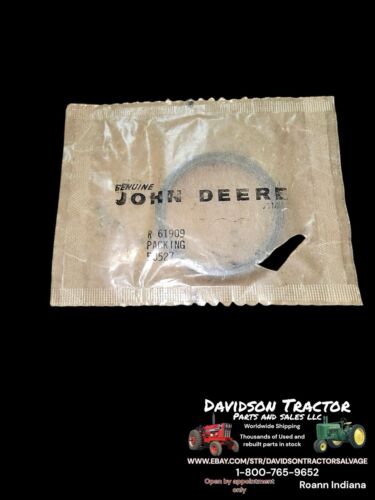 GENUINE
JOHN DEERE
R 61909
PACKING
Davidson Tractor
Parts and sales LLC
Worldwide Shipping
Thousands of Used and
rebuilt parts in stock
WWW.EBAY.COM/STR/DAVIDSONTRACTORSALVAGE
1-800-765-9652
Open by appointment
only
Roann Indiana